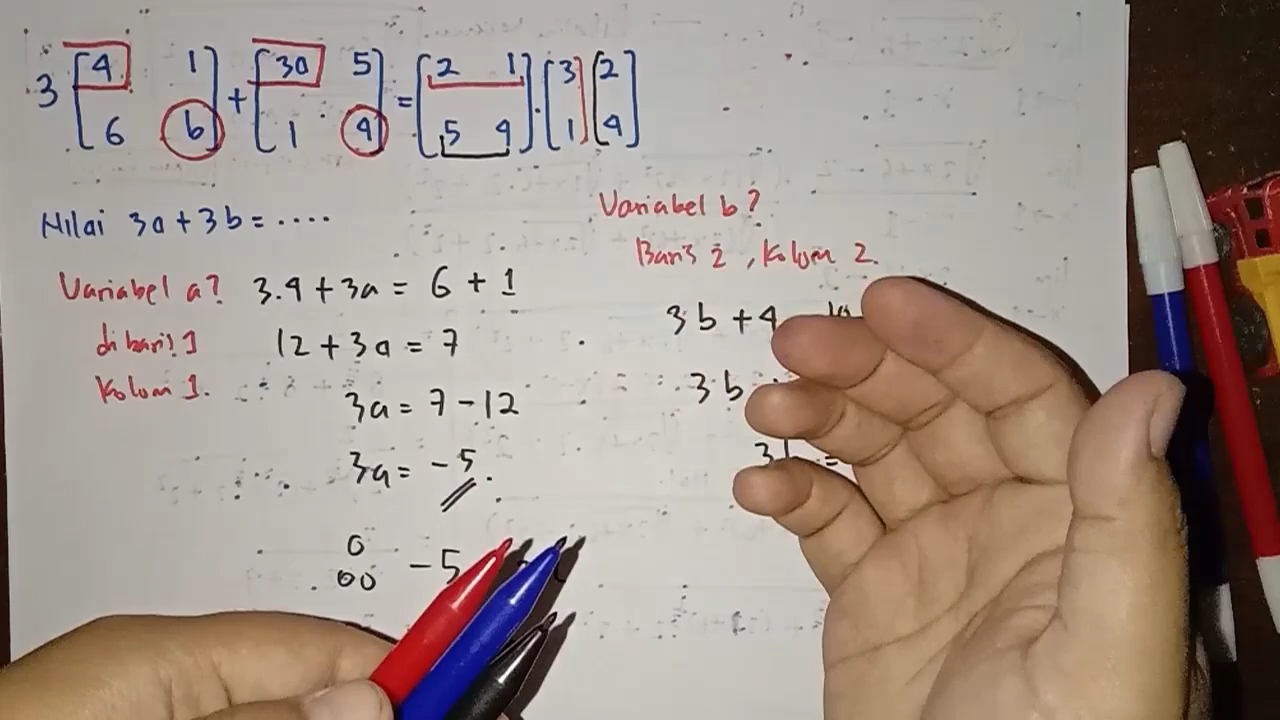 3 [4 1] + [3a 5] = [2 1] . [3 2]
[6 b] [1 4] [5 4] [1 4]
Nilai 3a + 3b = ....
Variabel a? 3.4 + 3a = 6 + 1
di baris 1 12 + 3a = 7
Kolom 1. 3a = 7 - 12
3a = -5
-5
Variabel b?
Baris 2, Kolom 2.
3b + 4
3b